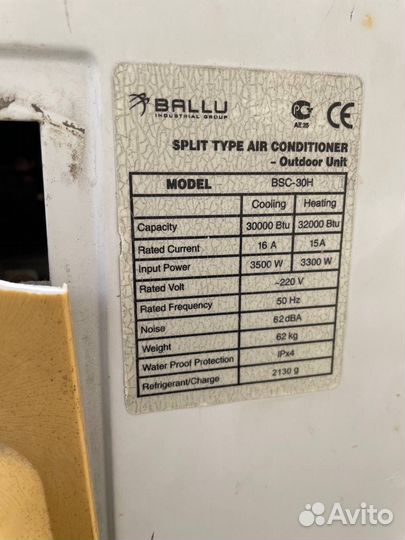 BALLU
INDUSTRIAL GROUP
АЕ 25
CE
SPLIT TYPE AIR CONDITIONER
– Outdoor Unit
MODEL BSC-30H
Cooling Heating
Capacity 30000 Btu 32000 Btu
Rated Current 16 A 15A
Input Power 3500 W 3300 W
Rated Volt ~220 V
Rated Frequency 50 Hz
Noise 62dBA
Weight 62 kg
Water Proof Protection IPx4
Refrigerant/Charge 2130 g
Avito